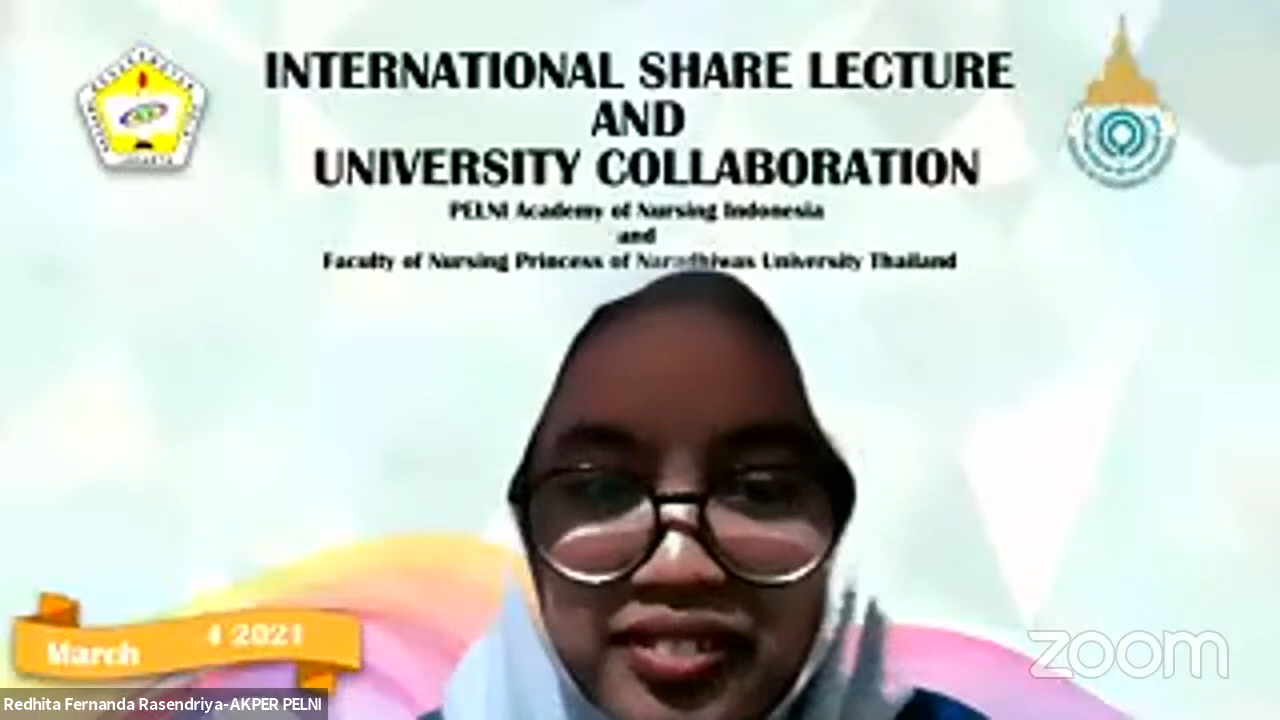 INTERNATIONAL SHARE LECTURE
AND
UNIVERSITY COLLABORATION
PELNI Academy of Nursing Indonesia
and
Faculty of Nursing Princess of Naradhiwas University Thailand
March 4 2021
zoom
Redhita Fernanda Rasendriya-AKPER PELNI